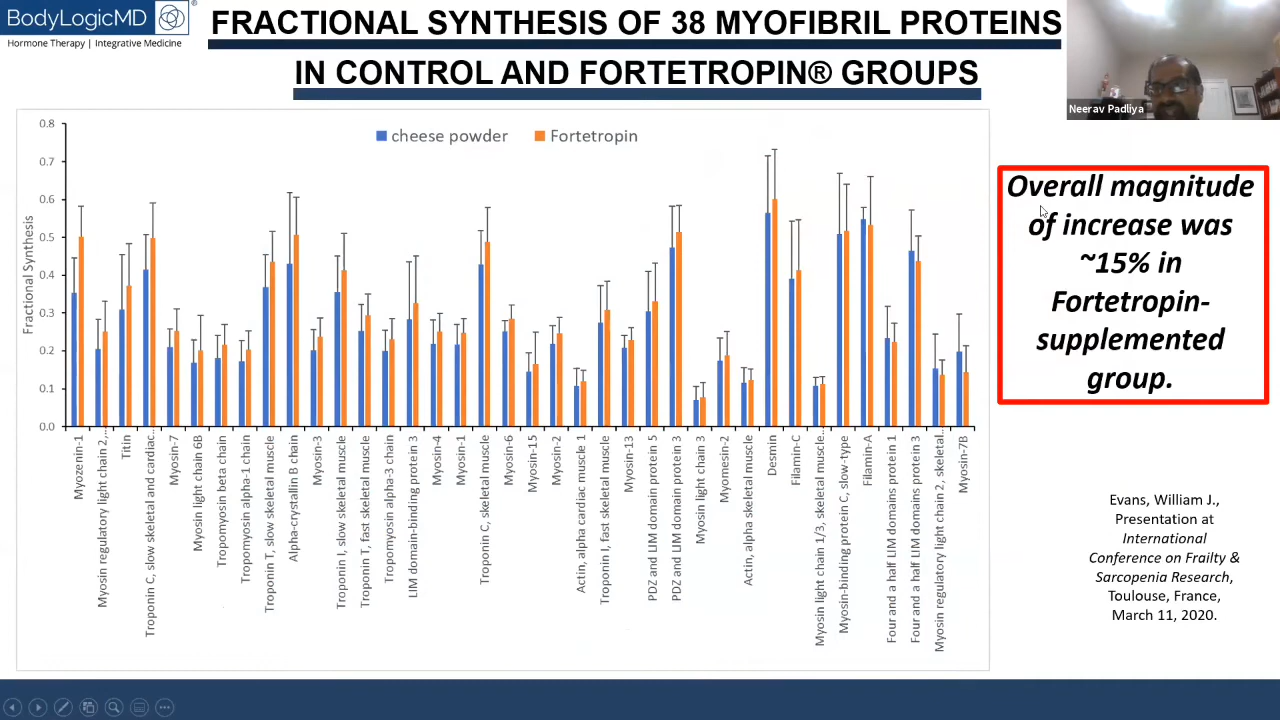 BodyLogicMD®
Hormone Therapy | Integrative Medicine
FRACTIONAL SYNTHESIS OF 38 MYOFIBRIL PROTEINS
IN CONTROL AND FORTETROPIN® GROUPS
Neerav Padliya
cheese powder
Fortetropin
Fractional Synthesis
0.8
0.7
0.6
0.5
0.4
0.3
0.2
0.1
0.0
Myozenin-1
Myosin regulatory light chain 2,...
Titin
Troponin C, slow skeletal and cardiac...
Myosin-7
Myosin light chain 6B
Tropomyosin beta chain
Tropomyosin alpha-1 chain
Troponin T, slow skeletal muscle
Alpha-crystallin B chain
Myosin-3
Troponin I, slow skeletal muscle
Troponin T, fast skeletal muscle
Tropomyosin alpha-3 chain
LIM domain-binding protein 3
Myosin-4
Myosin-1
Troponin C, skeletal muscle
Myosin-6
Myosin-15
Myosin-2
Actin, alpha cardiac muscle 1
Troponin I, fast skeletal muscle
Myosin-13
PDZ and LIM domain protein 5
PDZ and LIM domain protein 3
Myosin light chain 3
Myomesin-2
Actin, alpha skeletal muscle
Desmin
Filamin-C
Myosin light chain 1/3, skeletal muscle...
Myosin-binding protein C, slow-type
Filamin-A
Four and a half LIM domains protein 1
Four and a half LIM domains protein 3
Myosin regulatory light chain 2, skeletal...
Myosin-7B
Overall magnitude
of increase was
~15% in
Fortetropin-
supplemented
group.
Evans, William J.,
Presentation at
International
Conference on Frailty &
Sarcopenia Research,
Toulouse, France,
March 11, 2020.